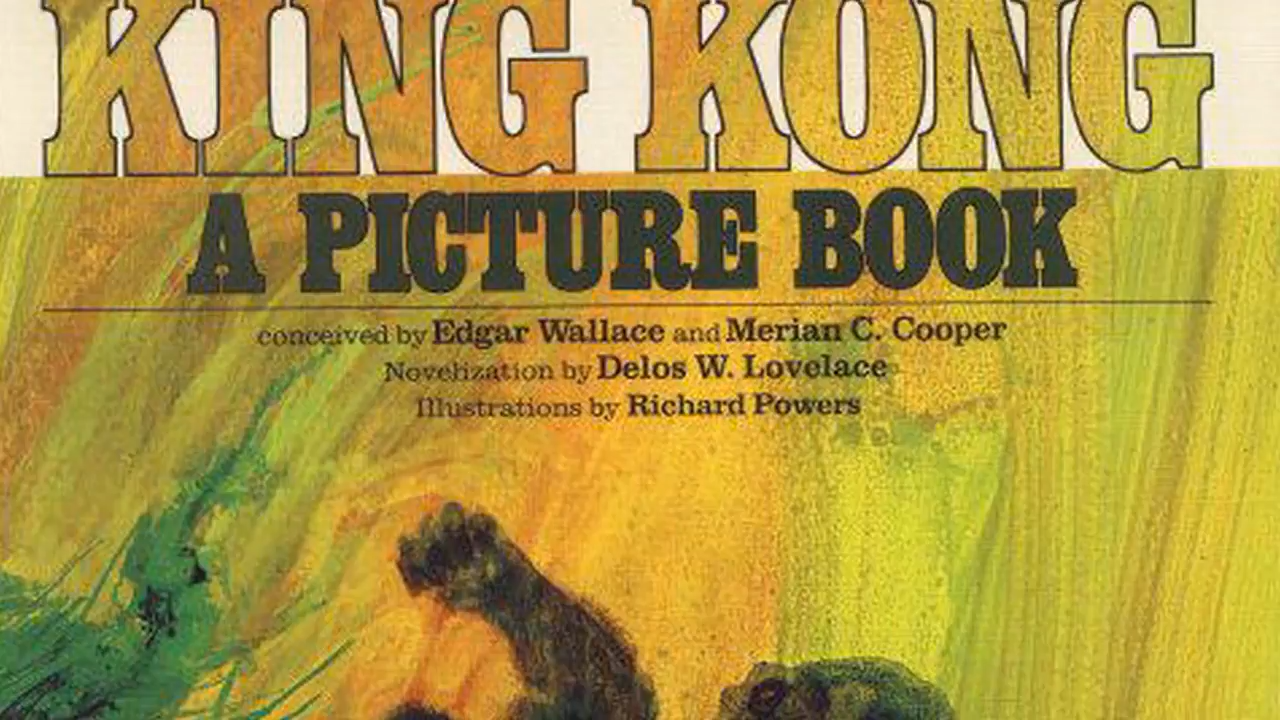 KING KONG
A PICTURE BOOK
conceived by Edgar Wallace and Merian C. Cooper
Novelization by Delos W. Lovelace
Illustrations by Richard Powers